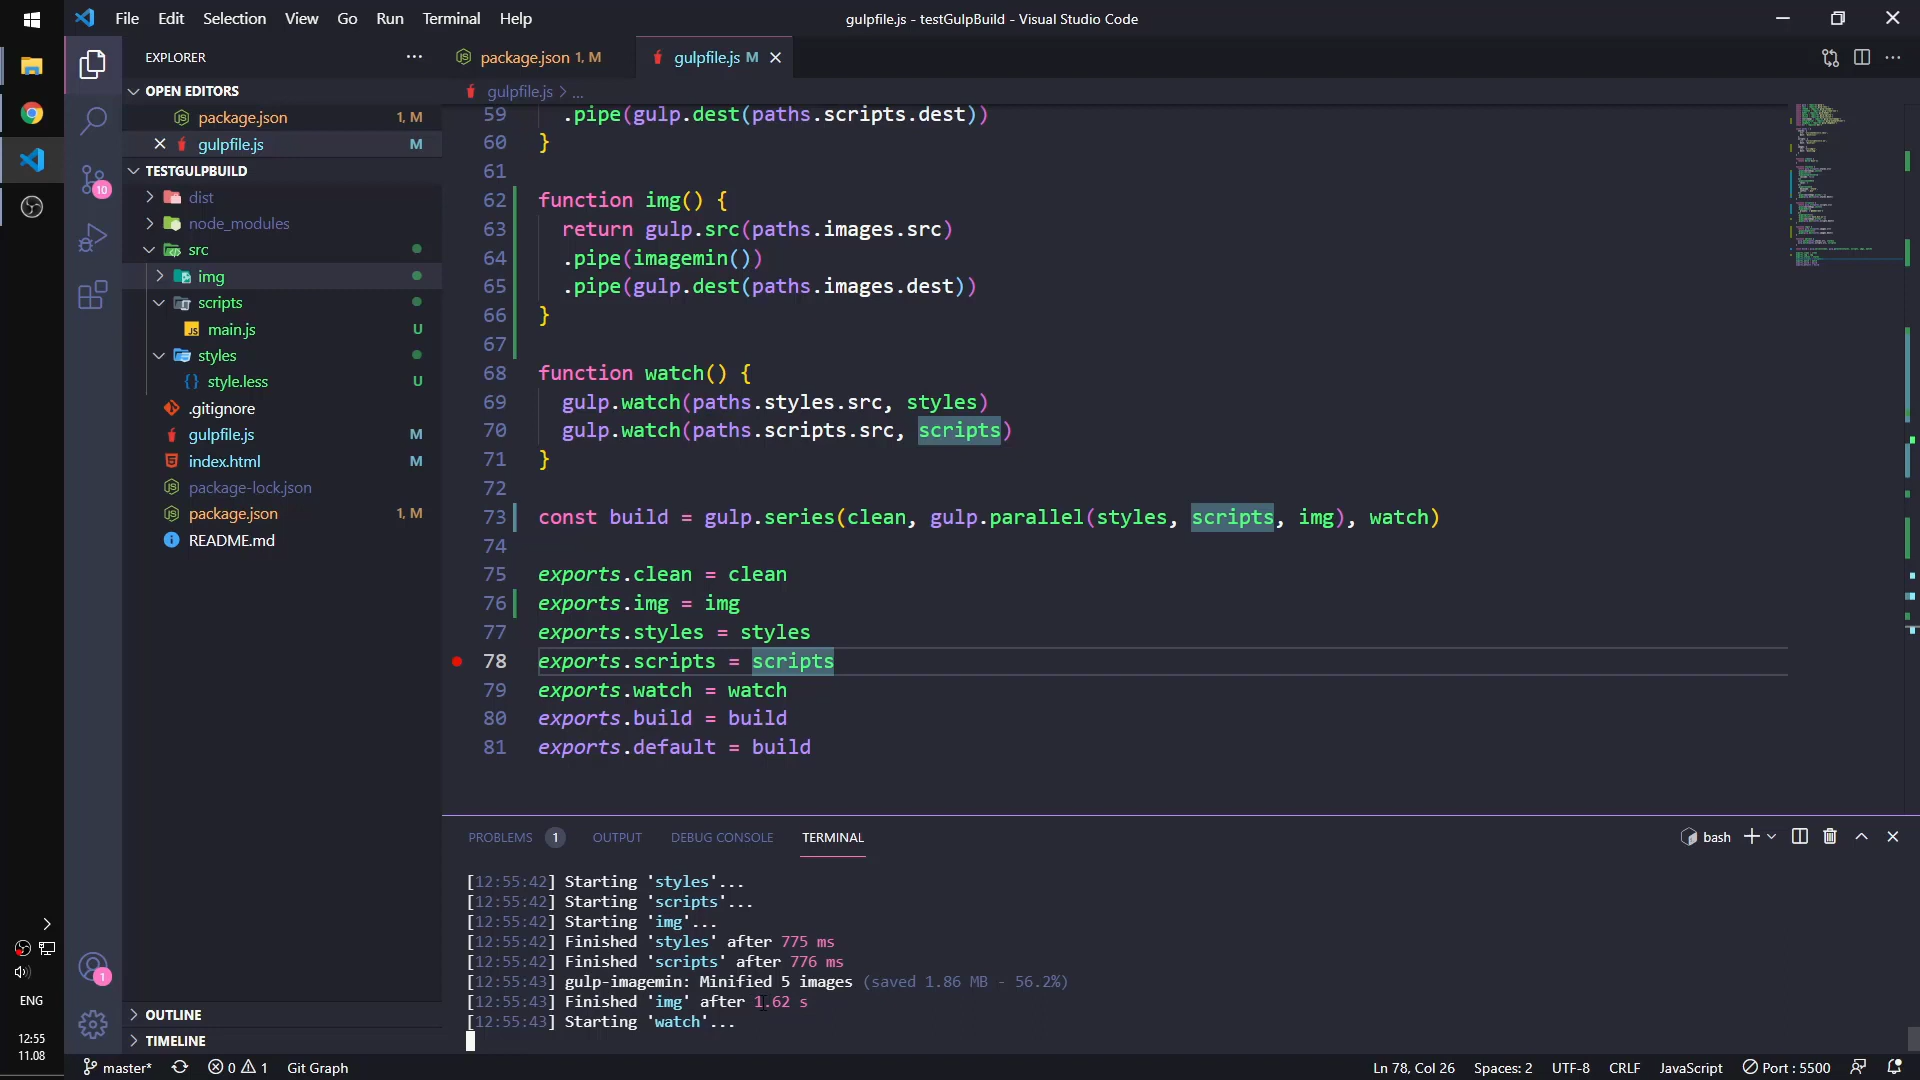 File Edit Selection View Go Run Terminal Help
gulpfile.js - testGulpBuild - Visual Studio Code
EXPLORER
package.json 1, M
gulpfile.js M
OPEN EDITORS
package.json 1, M
gulpfile.js M
TESTGULPBUILD
dist
node_modules
src
img
scripts
main.js U
styles
style.less U
.gitignore
gulpfile.js M
index.html M
package-lock.json
package.json 1, M
README.md
OUTLINE
TIMELINE
10
1
gulpfile.js > ...
59 .pipe(gulp.dest(paths.scripts.dest))
60 }
61
62 function img() {
63 return gulp.src(paths.images.src)
64 .pipe(imagemin())
65 .pipe(gulp.dest(paths.images.dest))
66 }
67
68 function watch() {
69 gulp.watch(paths.styles.src, styles)
70 gulp.watch(paths.scripts.src, scripts)
71 }
72
73 const build = gulp.series(clean, gulp.parallel(styles, scripts, img), watch)
74
75 exports.clean = clean
76 exports.img = img
77 exports.styles = styles
78 exports.scripts = scripts
79 exports.watch = watch
80 exports.build = build
81 exports.default = build
PROBLEMS 1 OUTPUT DEBUG CONSOLE TERMINAL
bash
[12:55:42] Starting 'styles'...
[12:55:42] Starting 'scripts'...
[12:55:42] Starting 'img'...
[12:55:42] Finished 'styles' after 775 ms
[12:55:42] Finished 'scripts' after 776 ms
[12:55:43] gulp-imagemin: Minified 5 images (saved 1.86 MB - 56.2%)
[12:55:43] Finished 'img' after 1.62 s
[12:55:43] Starting 'watch'...
ENG
12:55
11.08
master* 0 1 Git Graph
Ln 78, Col 26 Spaces: 2 UTF-8 CRLF JavaScript Port : 5500